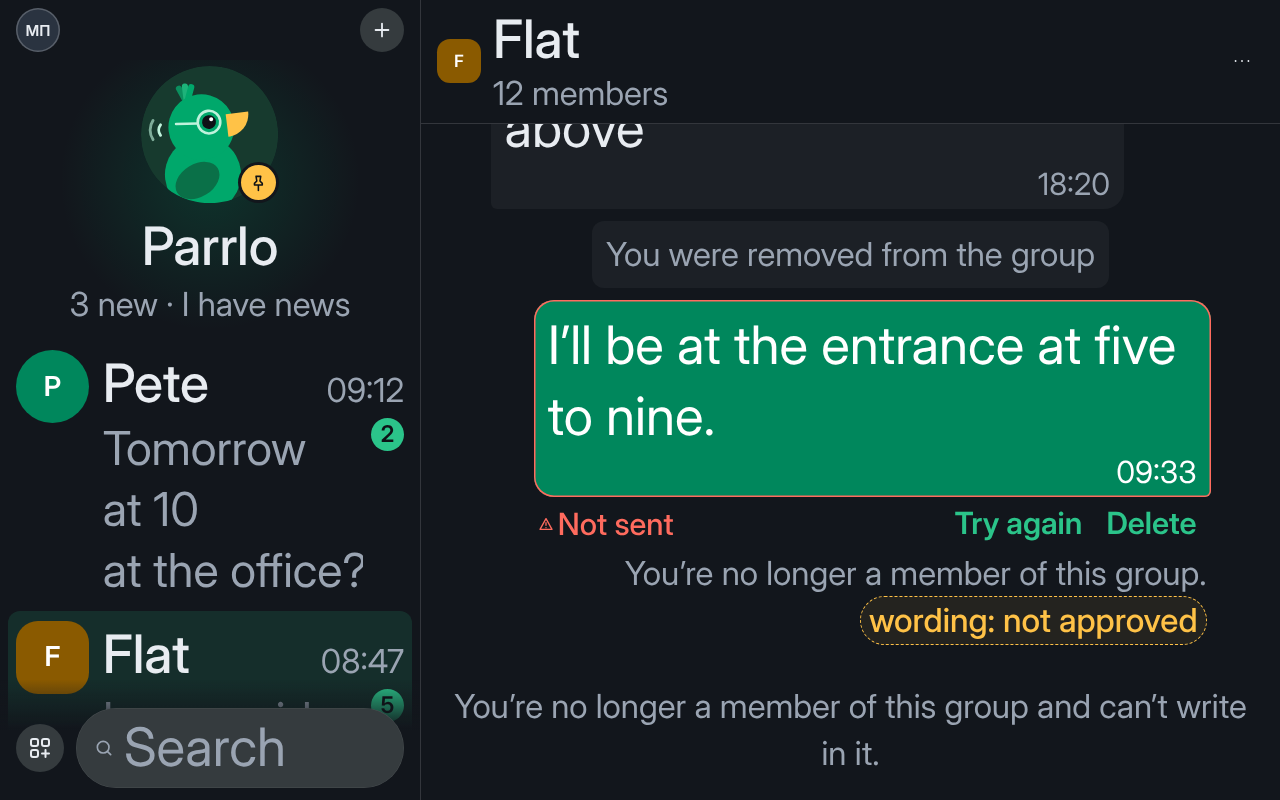 МП
Parrlo
3 new · I have news
P
Pete
09:12
Tomorrow
at 10
at the office?
2
F
Flat
08:47
5
Search
F
Flat
12 members
...
above
18:20
You were removed from the group
I’ll be at the entrance at five
to nine.
09:33
Not sent
Try again
Delete
You’re no longer a member of this group.
wording: not approved
You’re no longer a member of this group and can’t write
in it.